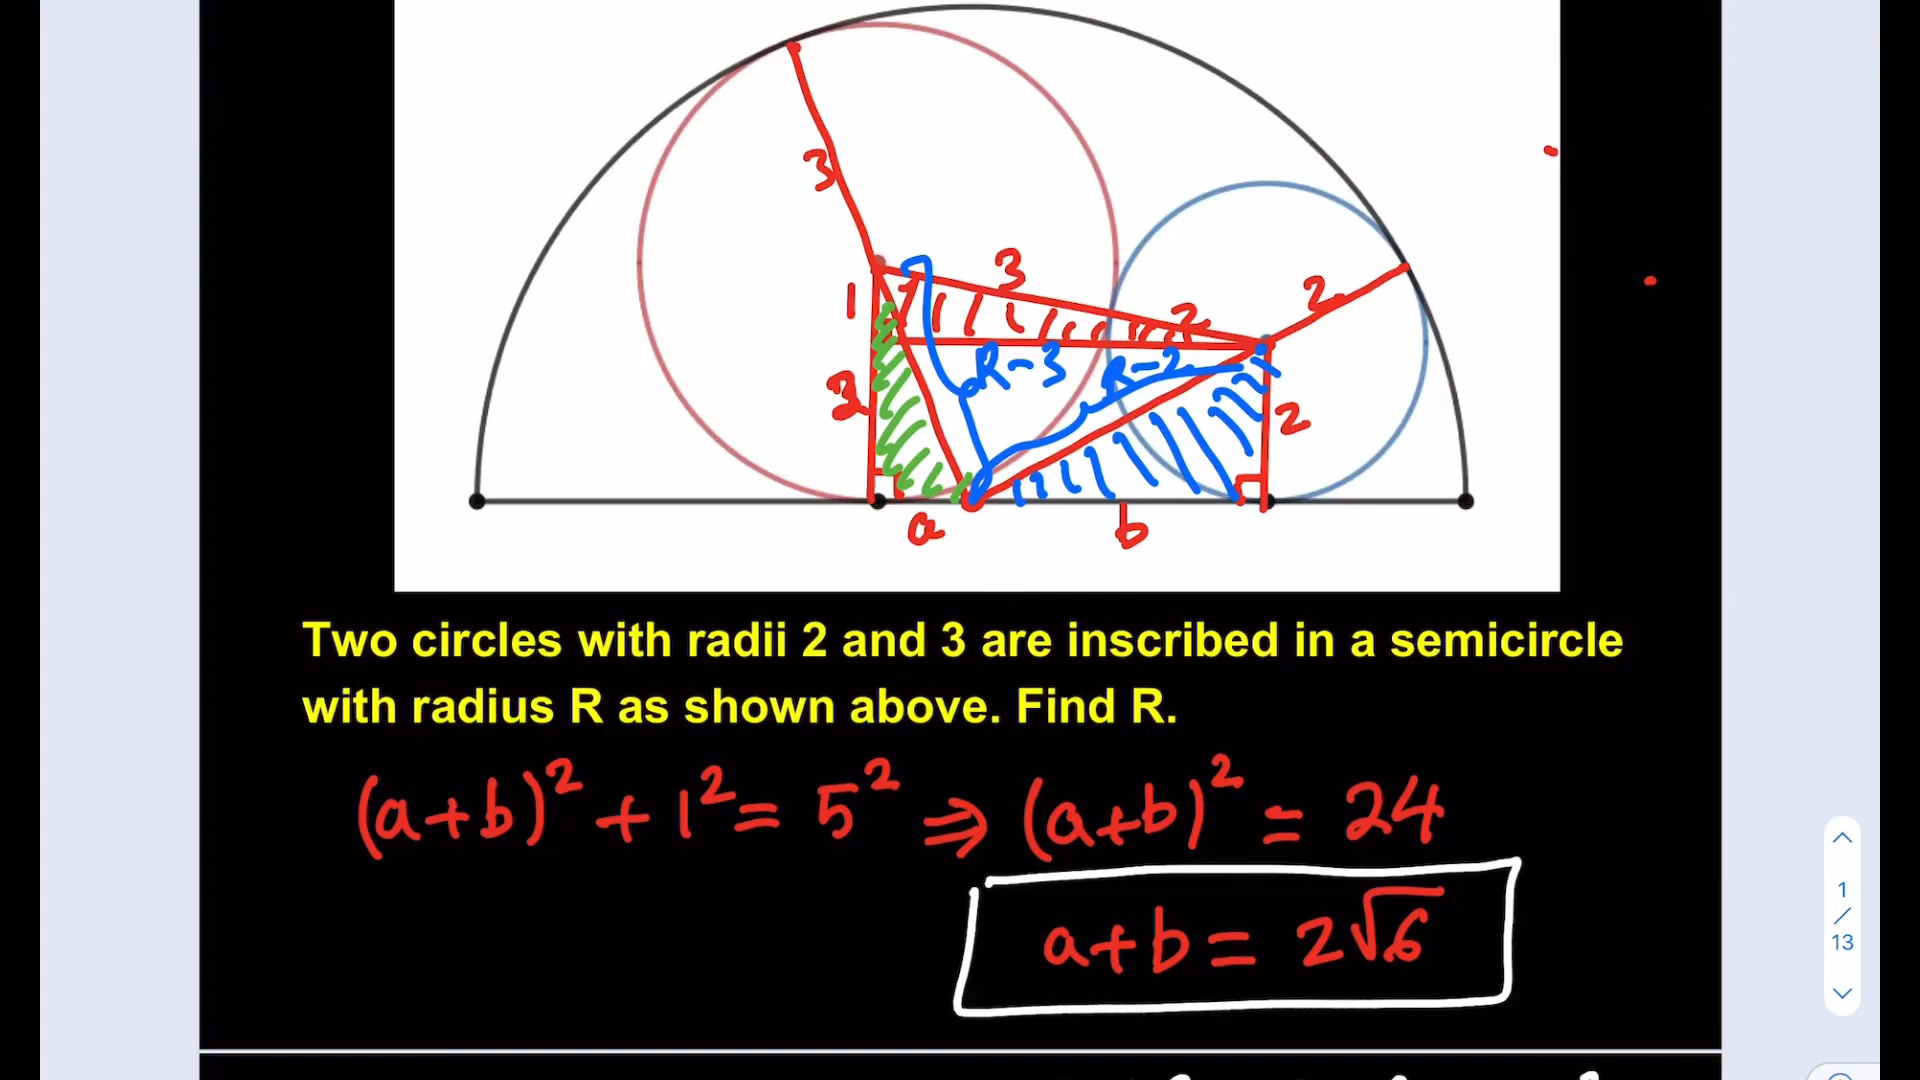 3
3
1
2
2
R-3
R-2
2
2
a
b
Two circles with radii 2 and 3 are inscribed in a semicircle
with radius R as shown above. Find R.
(a+b)² + 1² = 5² ⇒ (a+b)² = 24
a+b = 2√6
1
/
13